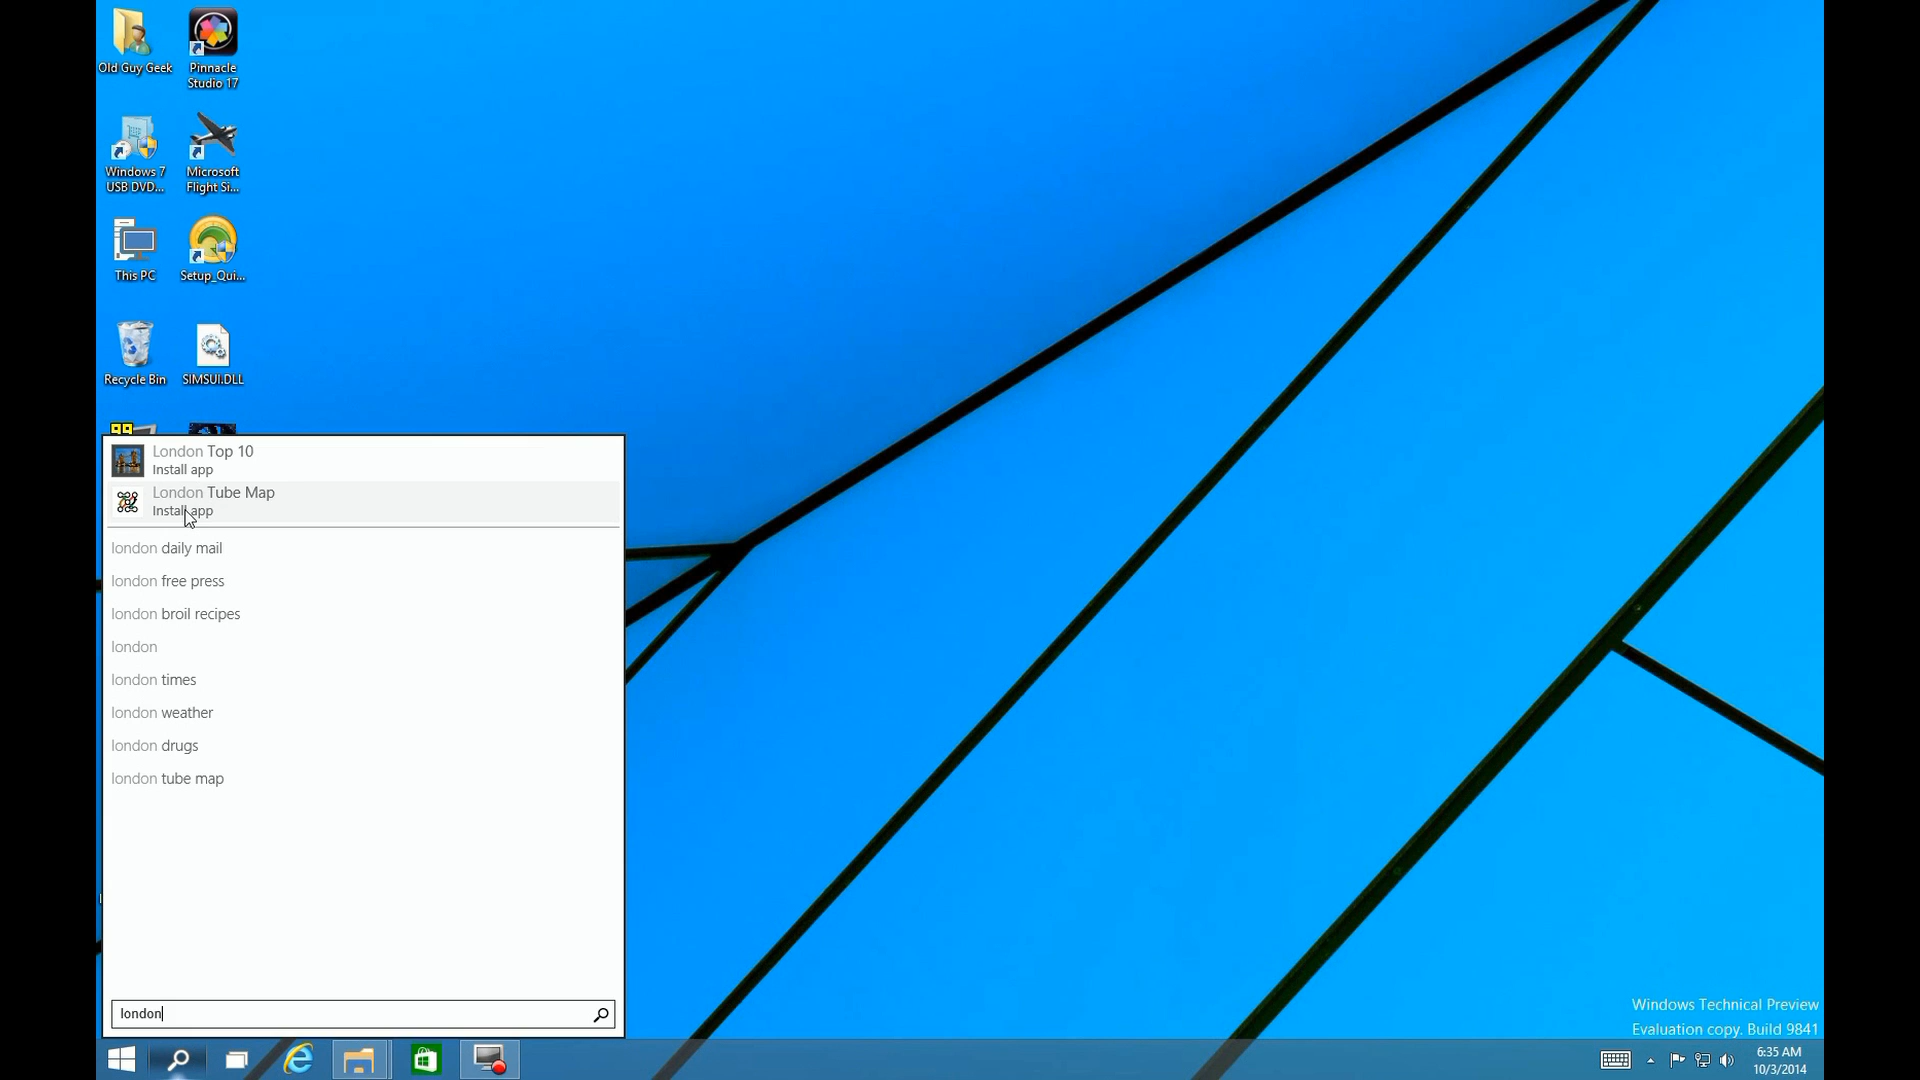 Old Guy Geek
Pinnacle
Studio 17
Windows 7
USB DVD...
Microsoft
Flight Si...
This PC
Setup_Qui...
Recycle Bin
SIMSUI.DLL
99
London Top 10
Install app
London Tube Map
Install app
london daily mail
london free press
london broil recipes
london
london times
london weather
london drugs
london tube map
london
Windows Technical Preview
Evaluation copy. Build 9841
6:35 AM
10/3/2014